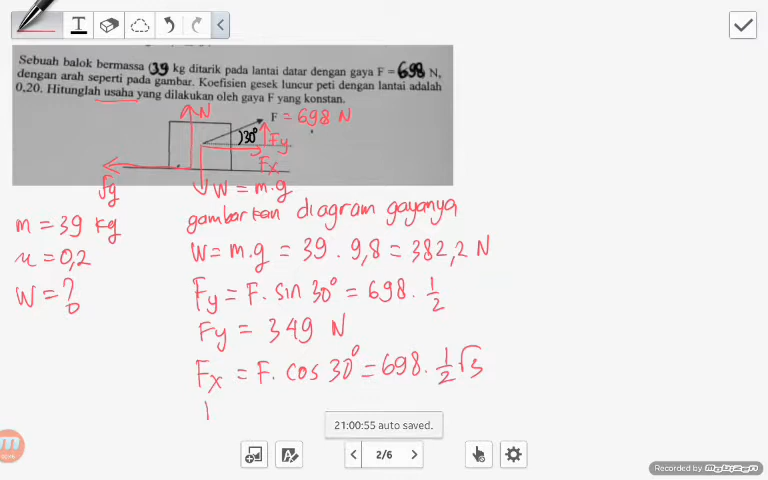 T
Sebuah balok bermassa (39 kg ditarik pada lantai datar dengan gaya F = 698 N,
dengan arah seperti pada gambar. Koefisien gesek luncur peti dengan lantai adalah
0,20. Hitunglah usaha yang dilakukan oleh gaya F yang konstan.
N
F = 698 N
)30°
Fy
Fx
fg
W = m.g
gambarkan diagram gayanya
m = 39 kg
W = m.g = 39 . 9,8 = 382,2 N
μ = 0,2
W = ?
Fy = F. sin 30° = 698. 1/2
Fy = 349 N
Fx = F. cos 30° = 698. 1/2 √3
21:00:55 auto saved.
2/6
Recorded by Mobizen